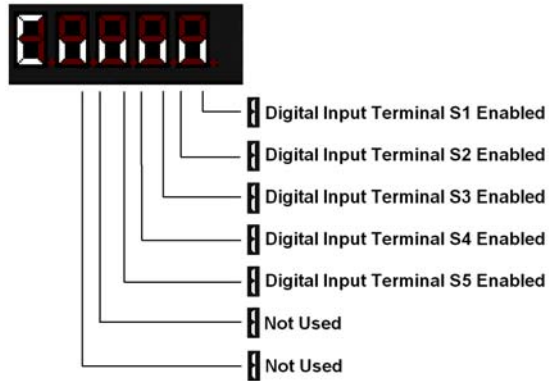 Digital Input Terminal S1 Enabled
Digital Input Terminal S2 Enabled
Digital Input Terminal S3 Enabled
Digital Input Terminal S4 Enabled
Digital Input Terminal S5 Enabled
Not Used
Not Used